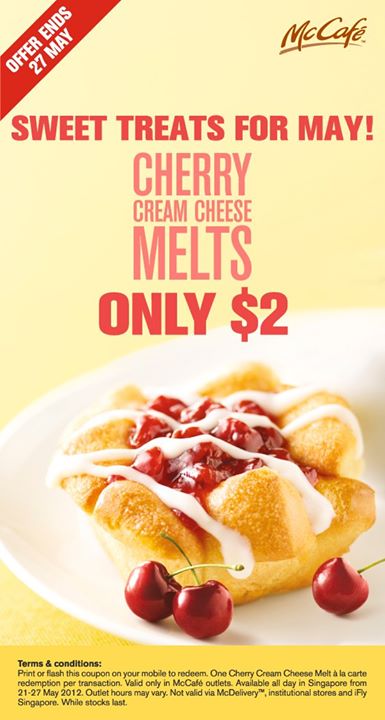 OFFER ENDS
27 MAY
McCafé
SWEET TREATS FOR MAY!
CHERRY
CREAM CHEESE
MELTS
ONLY $2
Terms & conditions:
Print or flash this coupon on your mobile to redeem. One Cherry Cream Cheese Melt à la carte
redemption per transaction. Valid only in McCafé outlets. Available all day in Singapore from
21-27 May 2012. Outlet hours may vary. Not valid via McDelivery™, institutional stores and iFly
Singapore. While stocks last.